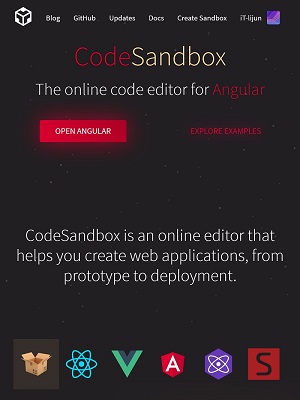 Blog GitHub Updates Docs Create Sandbox iT-lijun
CodeSandbox
The online code editor for Angular
OPEN ANGULAR EXPLORE EXAMPLES
CodeSandbox is an online editor that
helps you create web applications, from
prototype to deployment.
A S